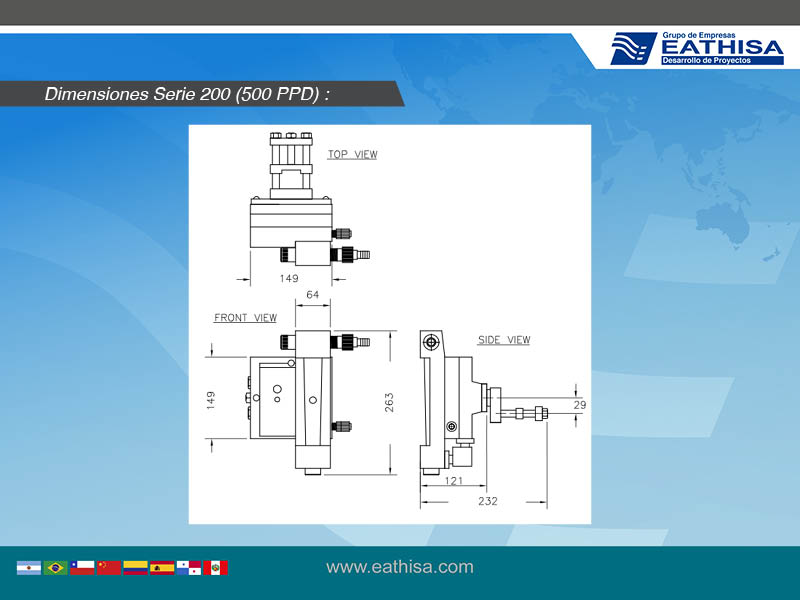 Grupo de Empresas
EATHISA
Desarrollo de Proyectos
Dimensiones Serie 200 (500 PPD) :
TOP VIEW
149
64
FRONT VIEW
SIDE VIEW
149
263
29
121
232
www.eathisa.com